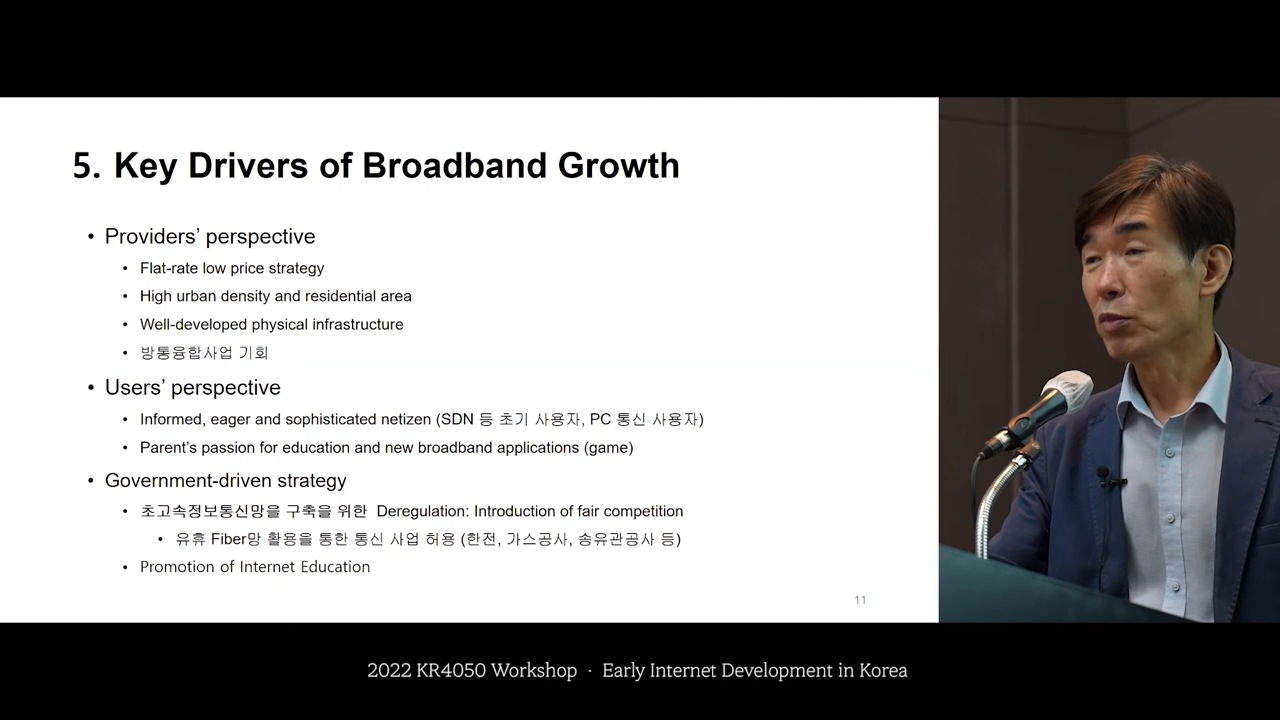 5. Key Drivers of Broadband Growth
• Providers’ perspective
• Flat-rate low price strategy
• High urban density and residential area
• Well-developed physical infrastructure
• 방통융합사업 기회
• Users’ perspective
• Informed, eager and sophisticated netizen (SDN 등 초기 사용자, PC 통신 사용자)
• Parent’s passion for education and new broadband applications (game)
• Government-driven strategy
• 초고속정보통신망을 구축을 위한 Deregulation: Introduction of fair competition
• 유휴 Fiber망 활용을 통한 통신 사업 허용 (한전, 가스공사, 송유관공사 등)
• Promotion of Internet Education
11
2022 KR4050 Workshop · Early Internet Development in Korea